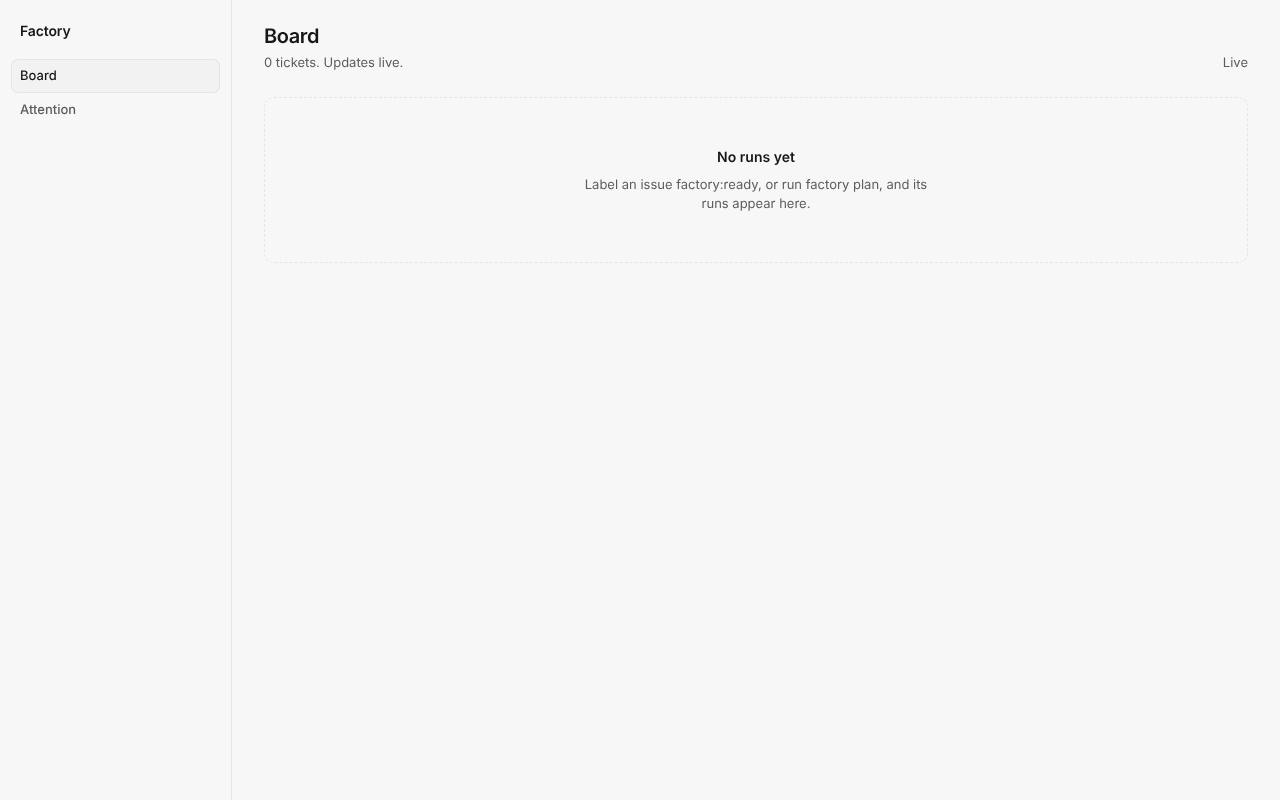 Factory
Board
Attention
Board
0 tickets. Updates live.
Live
No runs yet
Label an issue factory:ready, or run factory plan, and its
runs appear here.